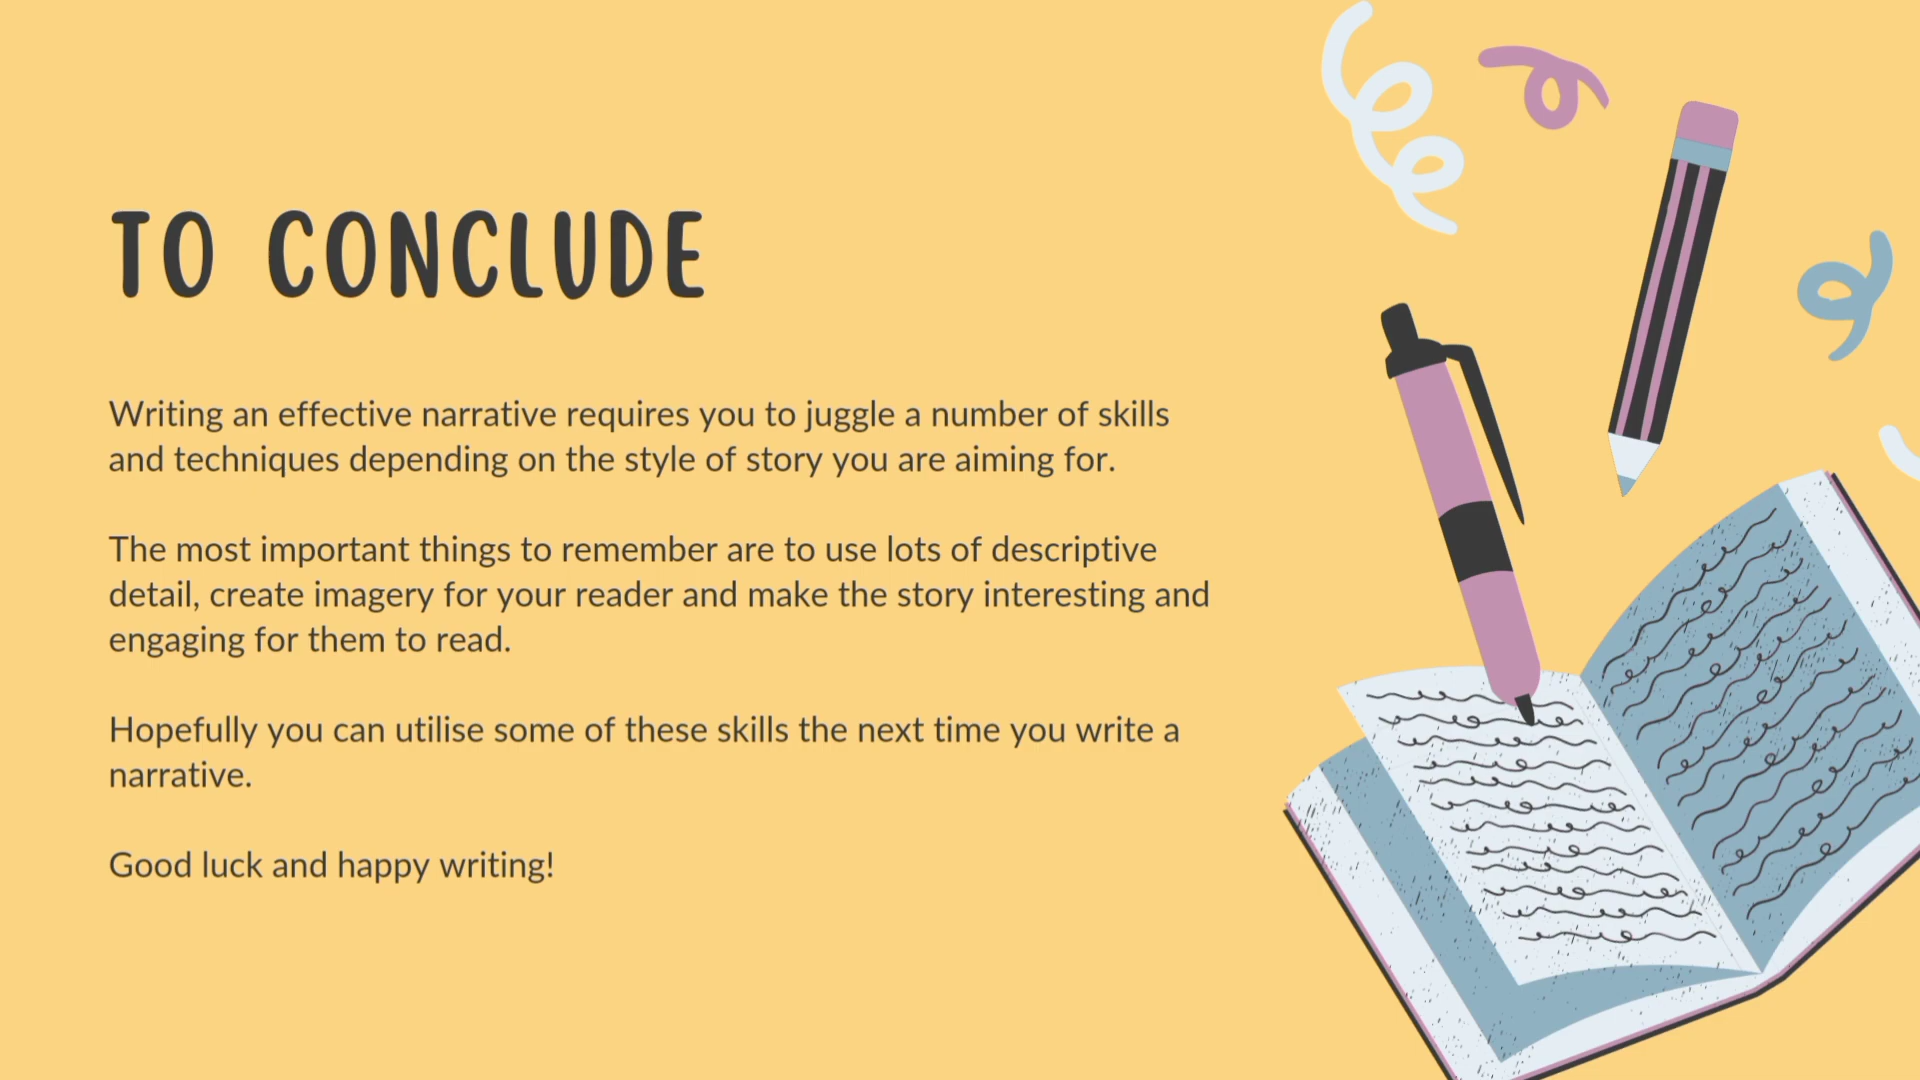 TO CONCLUDE
Writing an effective narrative requires you to juggle a number of skills
and techniques depending on the style of story you are aiming for.
The most important things to remember are to use lots of descriptive
detail, create imagery for your reader and make the story interesting and
engaging for them to read.
Hopefully you can utilise some of these skills the next time you write a
narrative.
Good luck and happy writing!